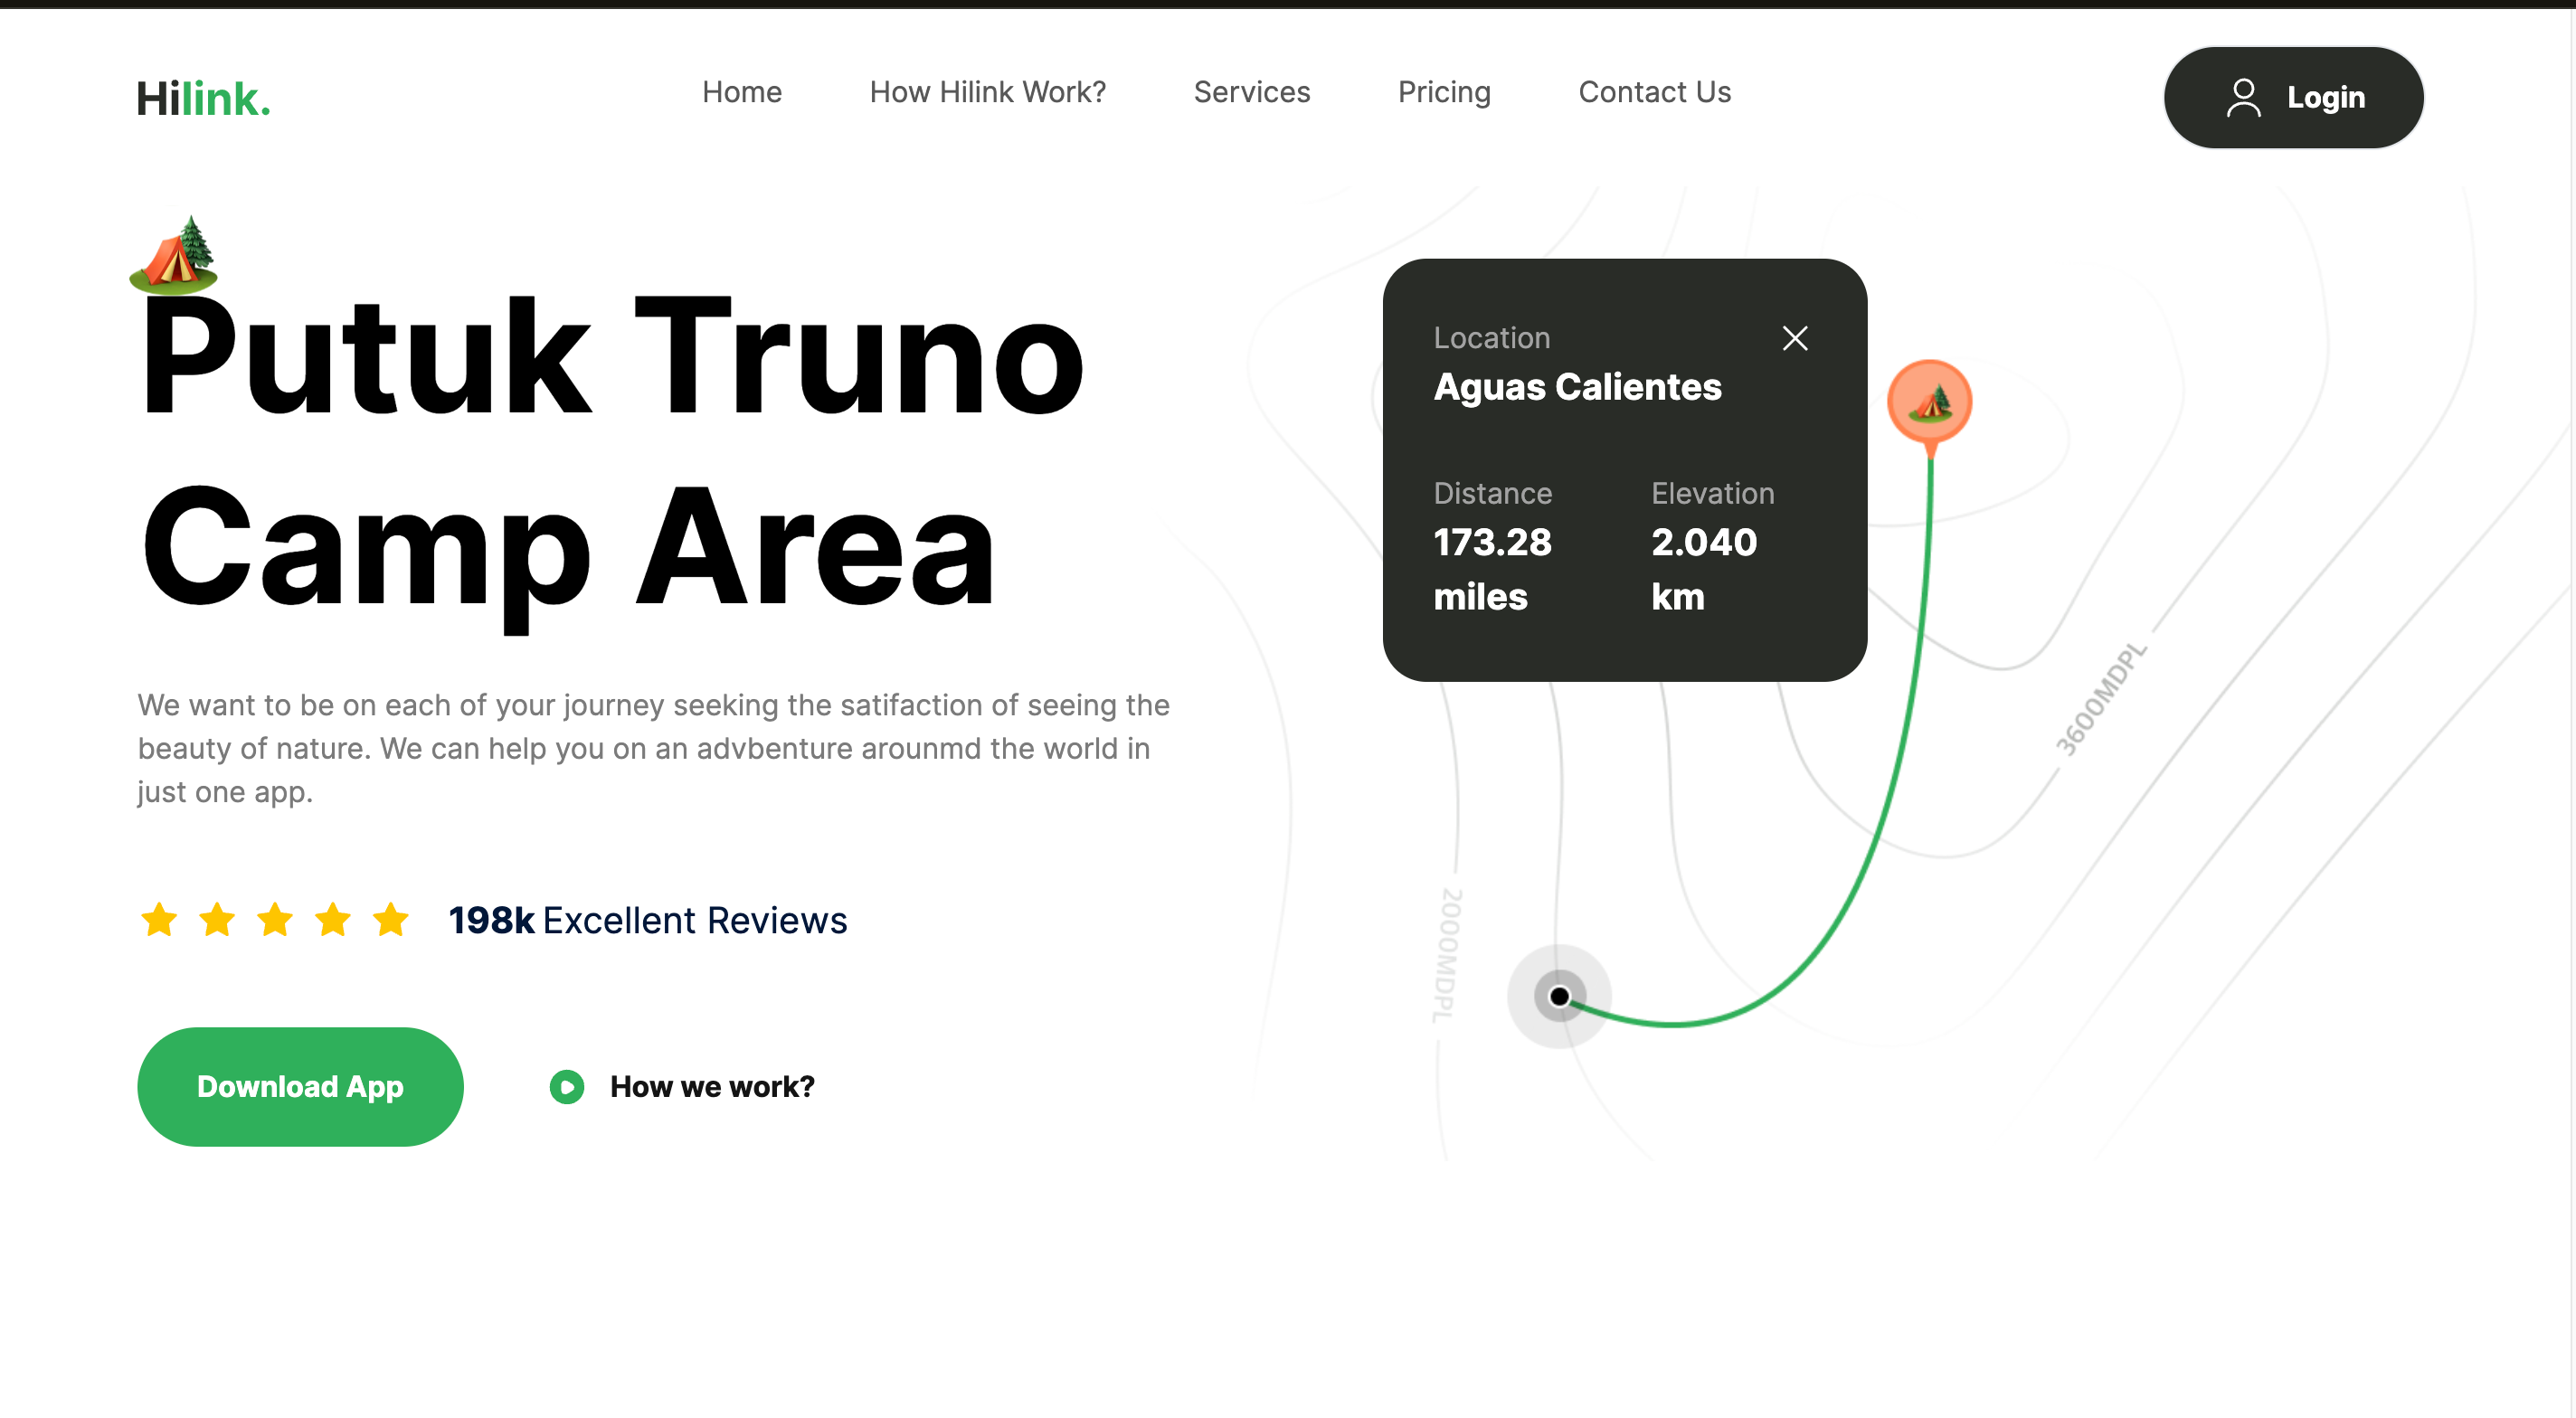 Hilink.
Home
How Hilink Work?
Services
Pricing
Contact Us
Login
Putuk Truno
Camp Area
We want to be on each of your journey seeking the satifaction of seeing the
beauty of nature. We can help you on an advbenture arounmd the world in
just one app.
198k Excellent Reviews
Download App
How we work?
Location
Aguas Calientes
Distance
173.28
miles
Elevation
2.040
km
3600MDPL
2000MDPL